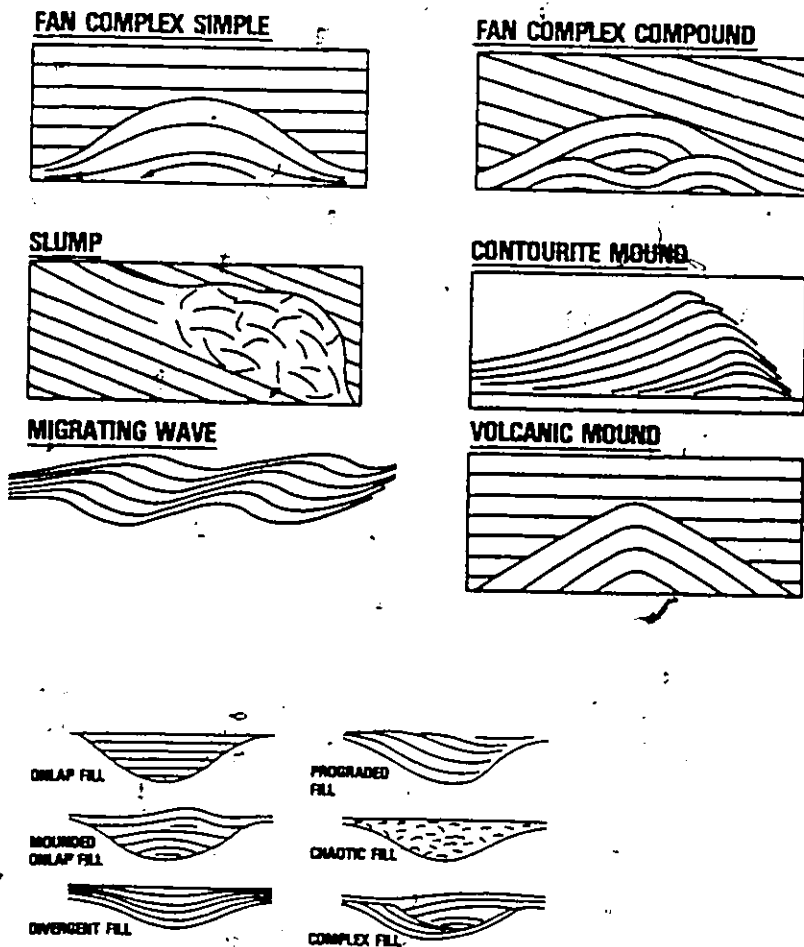 FAN COMPLEX SIMPLE
FAN COMPLEX COMPOUND
SLUMP
CONTOURITE MOUND
MIGRATING WAVE
VOLCANIC MOUND
ONLAP FILL
PROGRADED
FILL
MOUNDED
ONLAP FILL
CHAOTIC FILL
DIVERGENT FILL
COMPLEX FILL